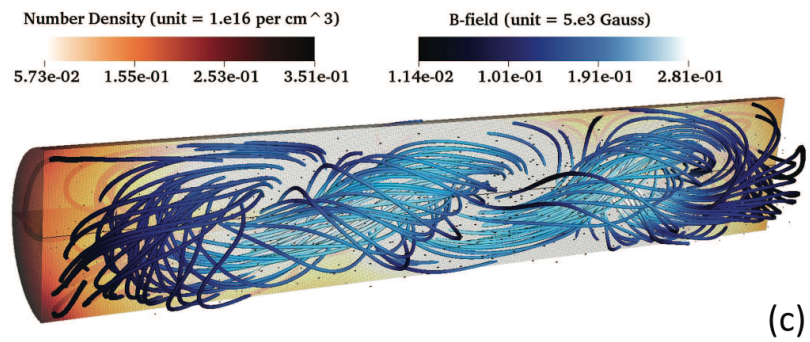 Number Density (unit = 1.e16 per cm^3)
5.73e-02 1.55e-01 2.53e-01 3.51e-01
B-field (unit = 5.e3 Gauss)
1.14e-02 1.01e-01 1.91e-01 2.81e-01
(c)